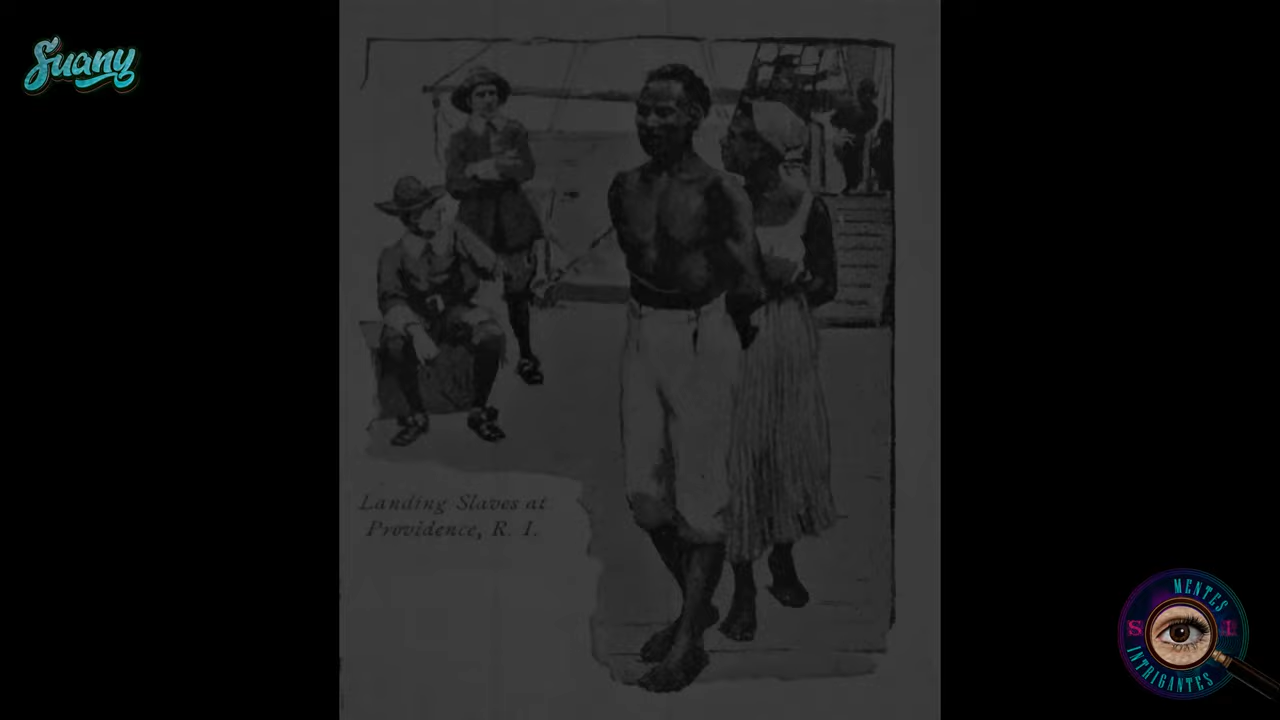 Suany
Landing Slaves at
Providence, R. I.
MENTES
S I
INTRIGANTES